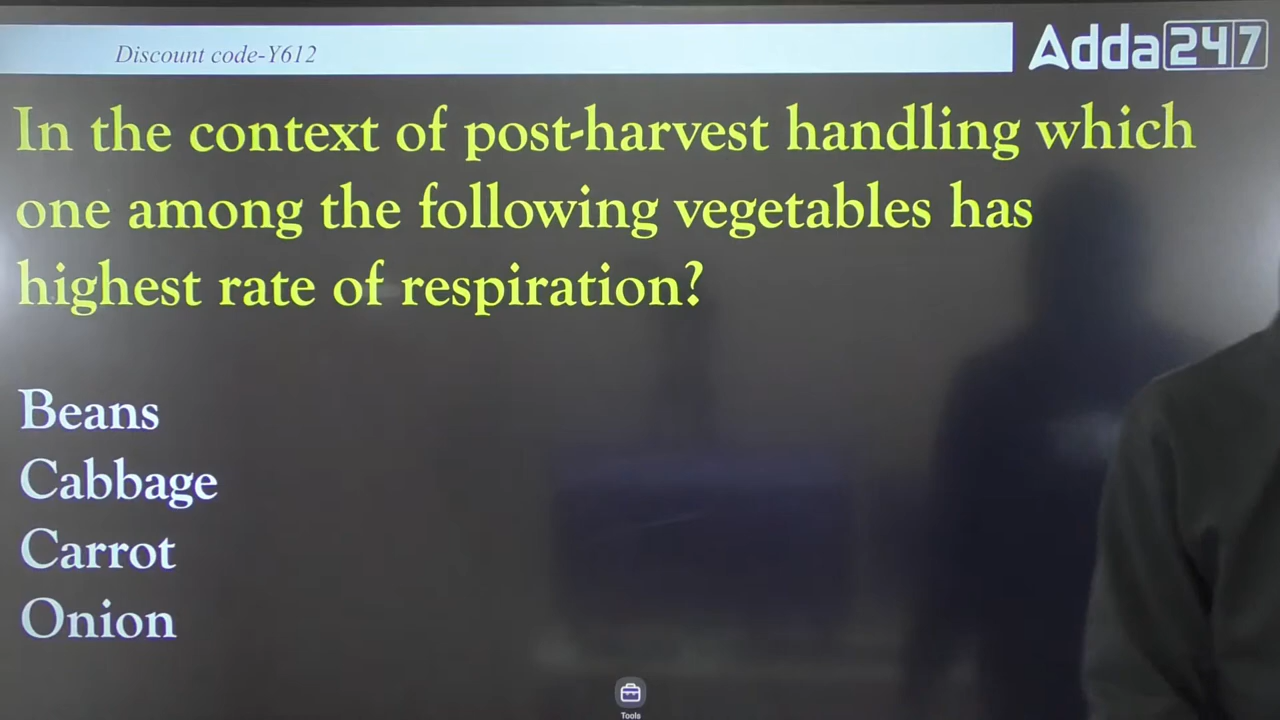 Discount code-Y612
Adda247
In the context of post-harvest handling which
one among the following vegetables has
highest rate of respiration?
Beans
Cabbage
Carrot
Onion
Tools